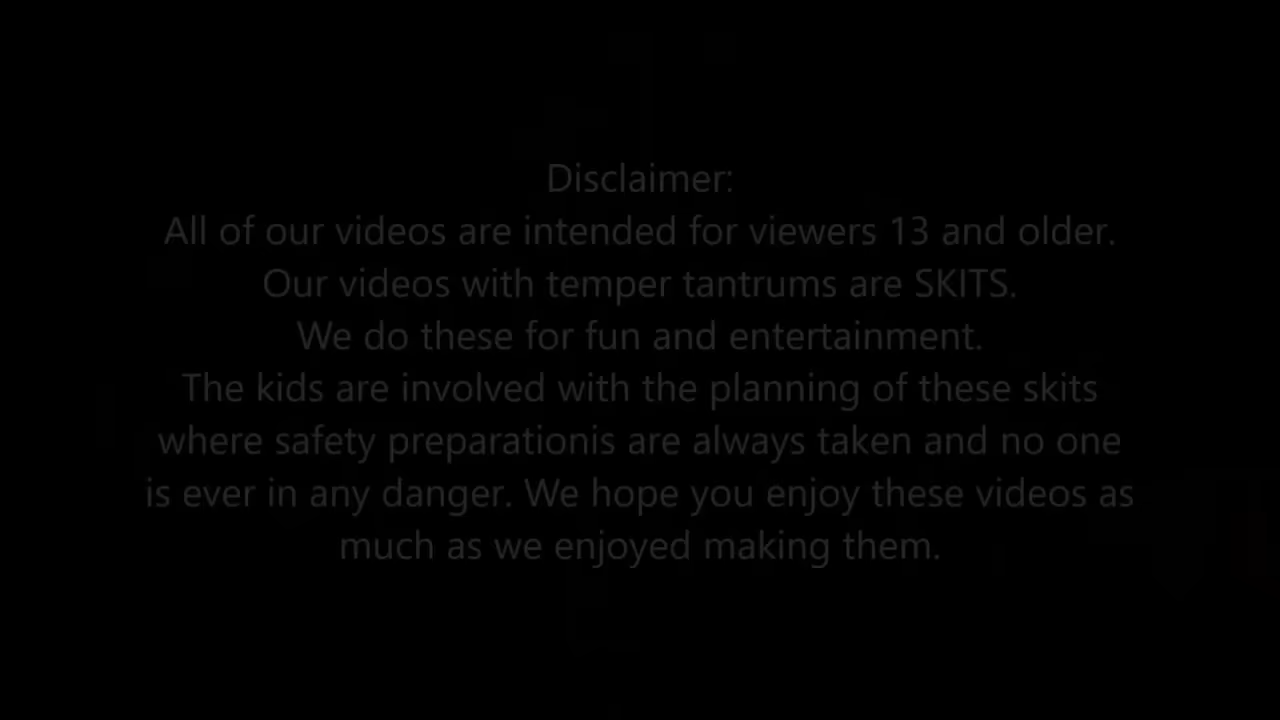 Disclaimer:
All of our videos are intended for viewers 13 and older.
Our videos with temper tantrums are SKITS.
We do these for fun and entertainment.
The kids are involved with the planning of these skits
where safety preparationis are always taken and no one
is ever in any danger. We hope you enjoy these videos as
much as we enjoyed making them.